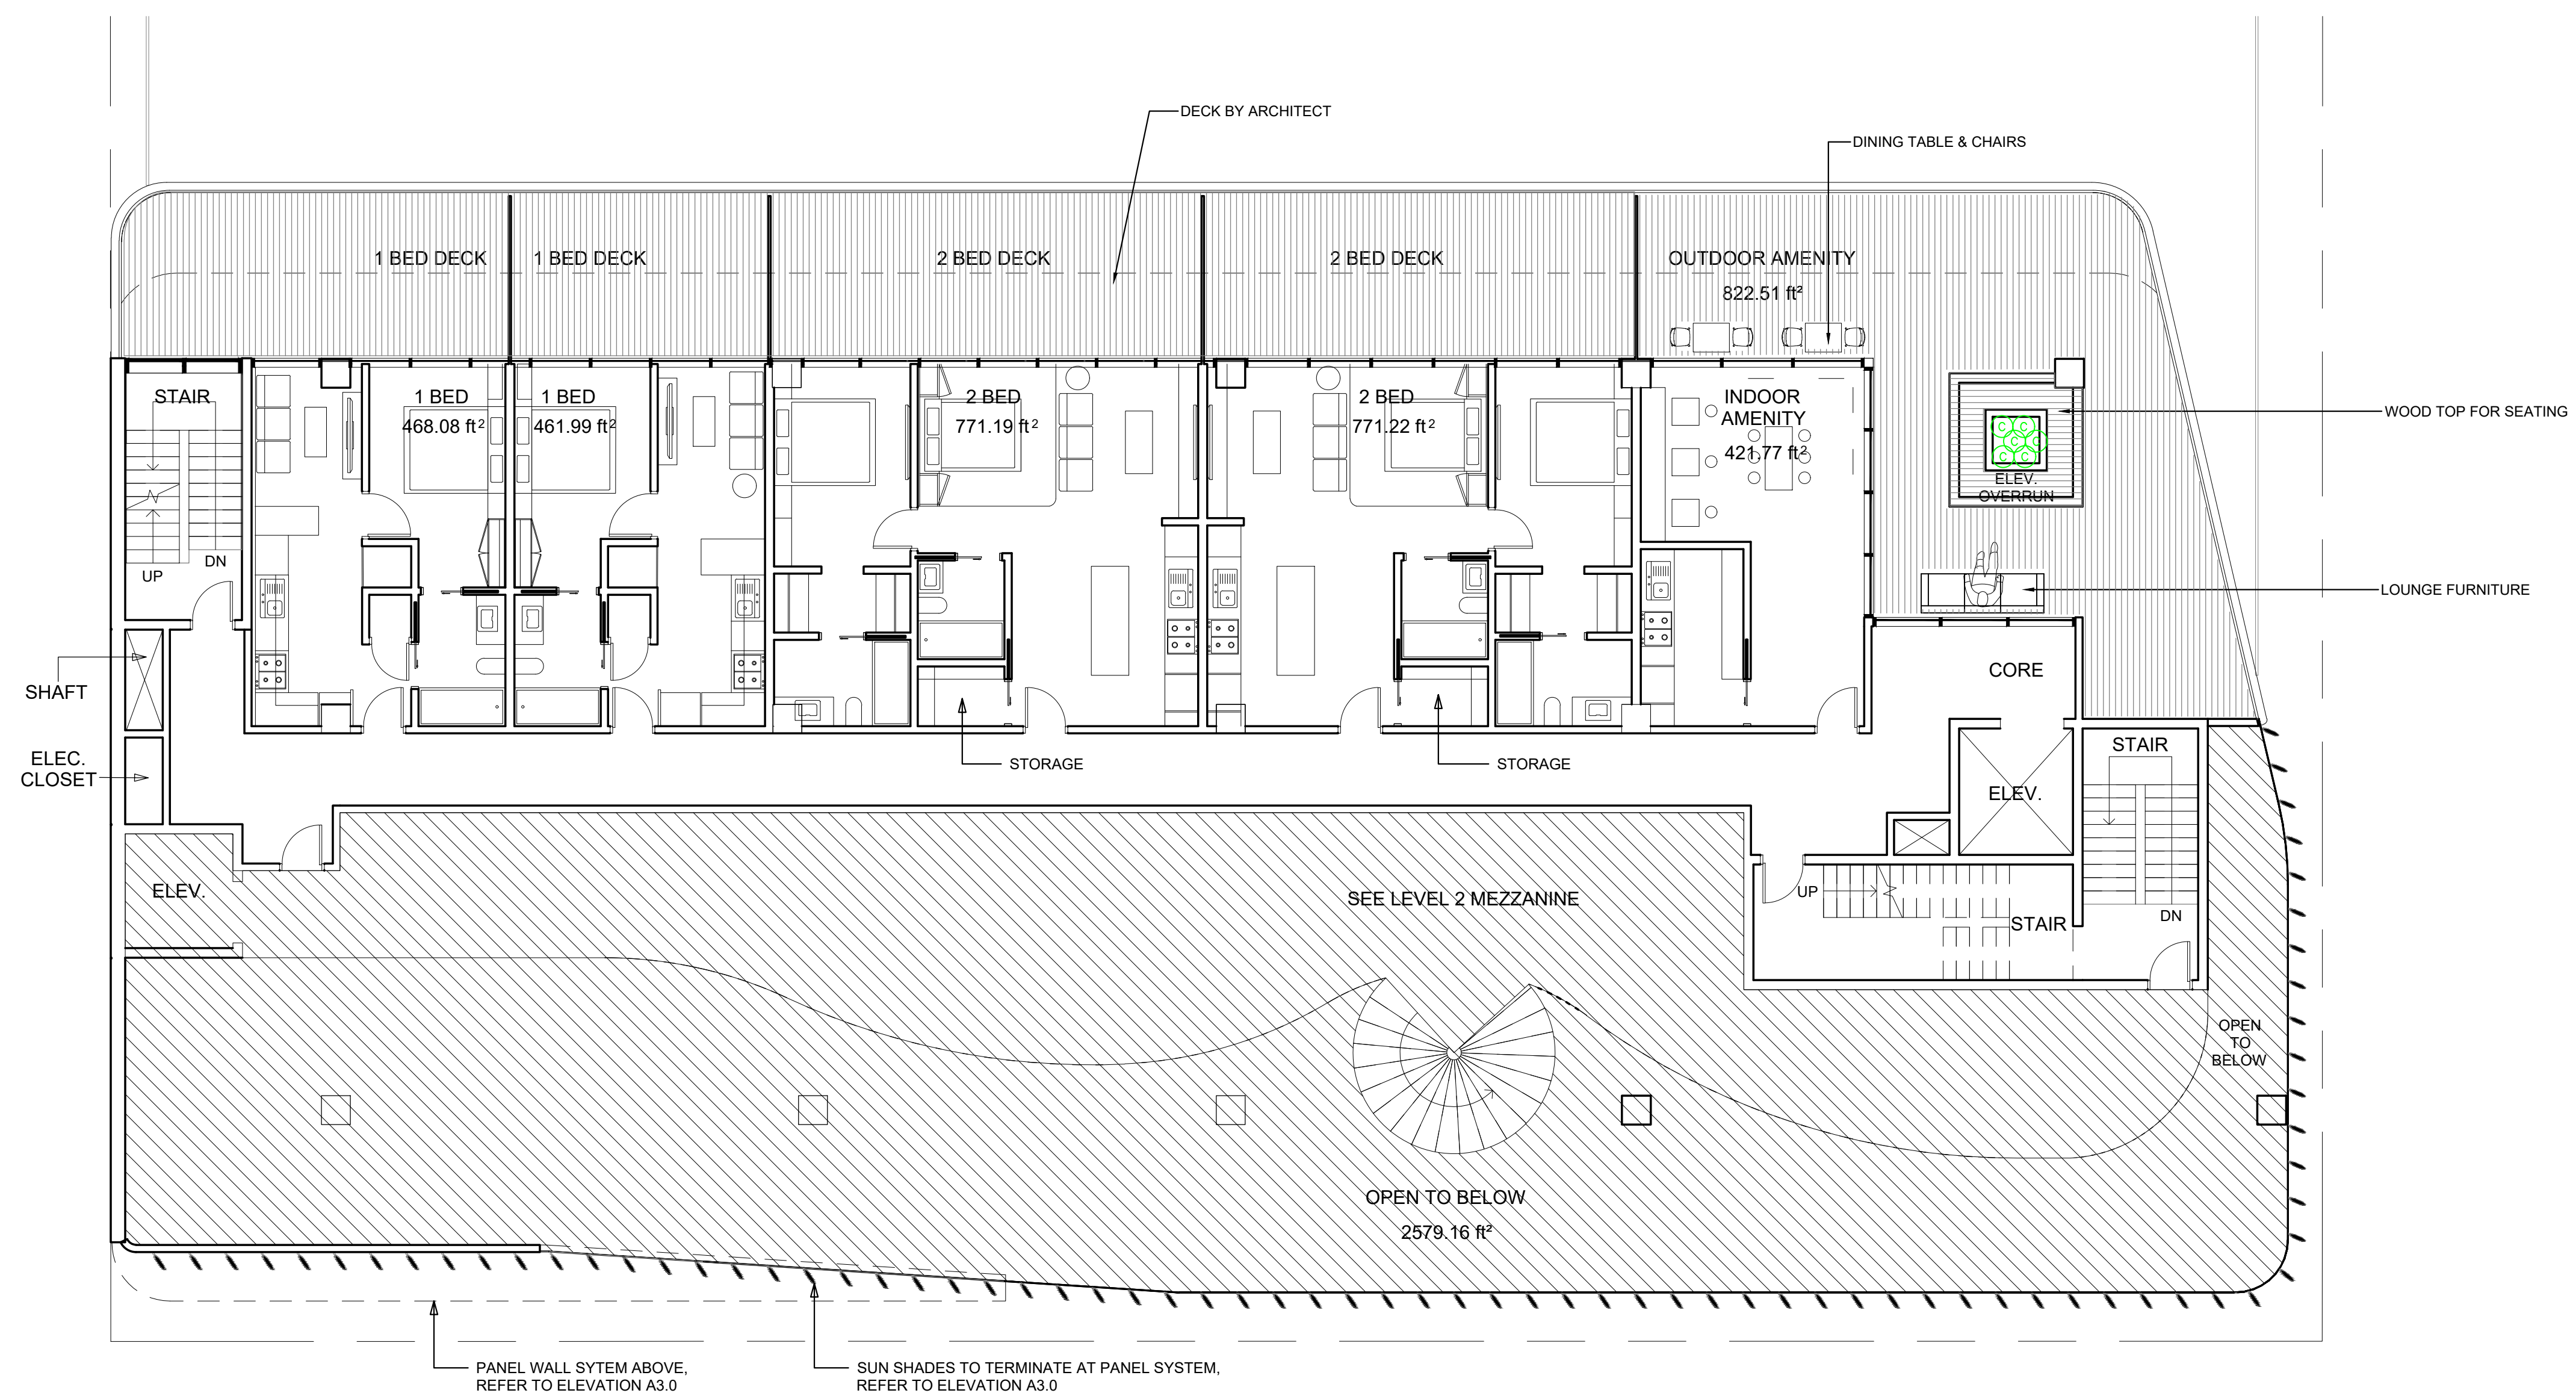 DECK BY ARCHITECT
DINING TABLE & CHAIRS
1 BED DECK
1 BED DECK
2 BED DECK
2 BED DECK
OUTDOOR AMENITY
822.51 ft²
STAIR
1 BED
468.08 ft²
1 BED
461.99 ft²
2 BED
771.19 ft²
2 BED
771.22 ft²
INDOOR
AMENITY
421.77 ft²
WOOD TOP FOR SEATING
C C
C C
C C
ELEV.
OVERRUN
UP
DN
LOUNGE FURNITURE
SHAFT
CORE
ELEC.
CLOSET
STORAGE
STORAGE
STAIR
ELEV.
ELEV.
SEE LEVEL 2 MEZZANINE
UP
STAIR
DN
OPEN
TO
BELOW
OPEN TO BELOW
2579.16 ft²
PANEL WALL SYTEM ABOVE,
REFER TO ELEVATION A3.0
SUN SHADES TO TERMINATE AT PANEL SYSTEM,
REFER TO ELEVATION A3.0